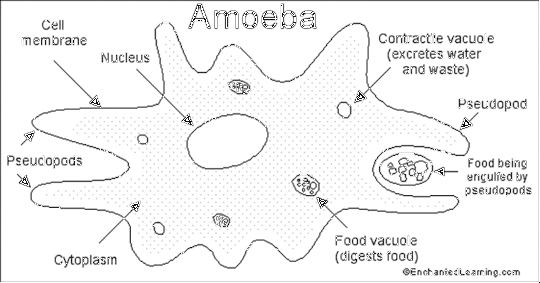 Amoeba
Cell
membrane
Nucleus
Contractile vacuole
(excretes water
and waste)
Pseudopod
Pseudopods
Food being
engulfed by
pseudopods
Cytoplasm
Food vacuole
(digests food)
©EnchantedLearning.com